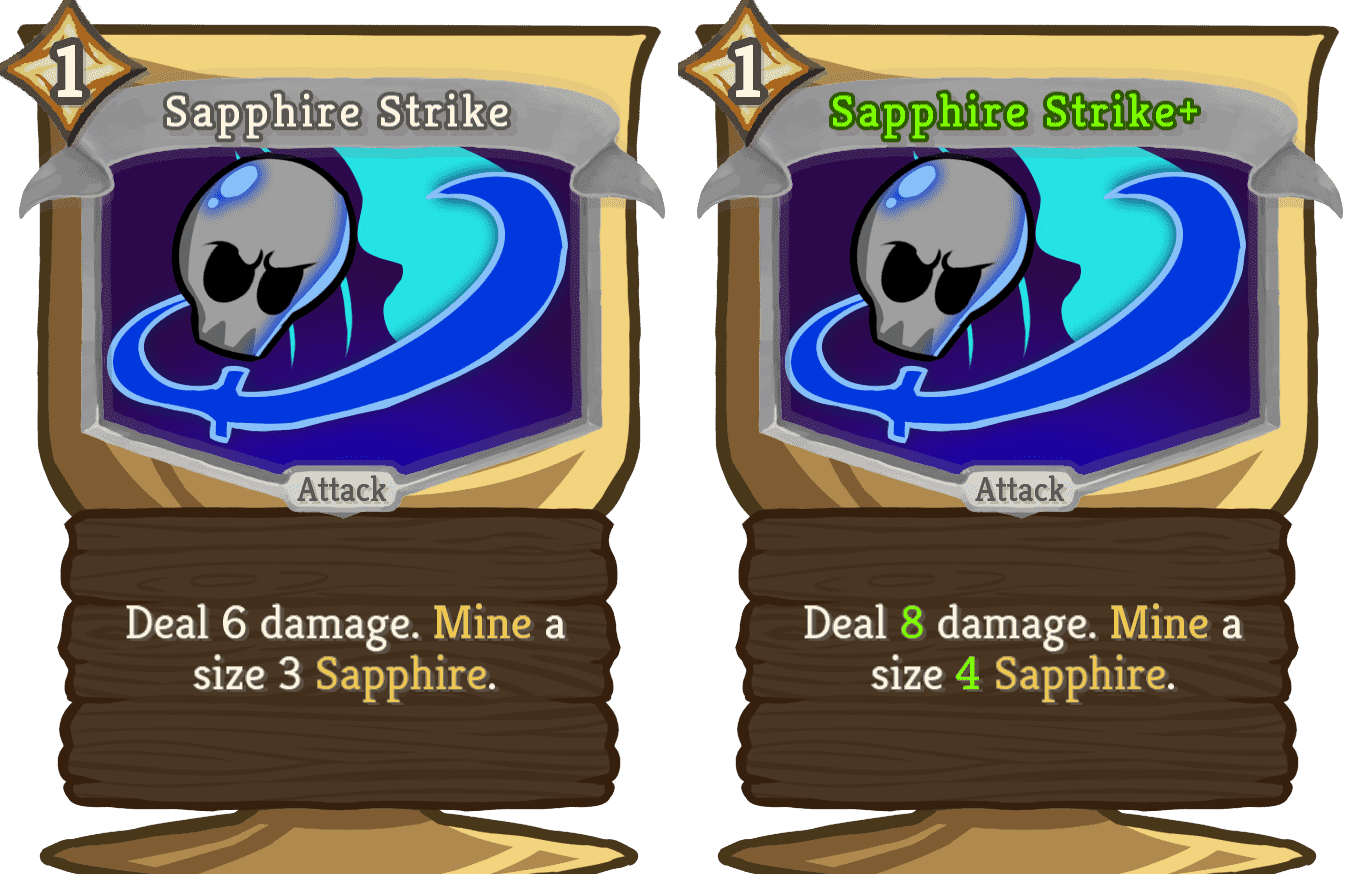 1
Sapphire Strike
Attack
Deal 6 damage. Mine a
size 3 Sapphire.
1
Sapphire Strike+
Attack
Deal 8 damage. Mine a
size 4 Sapphire.